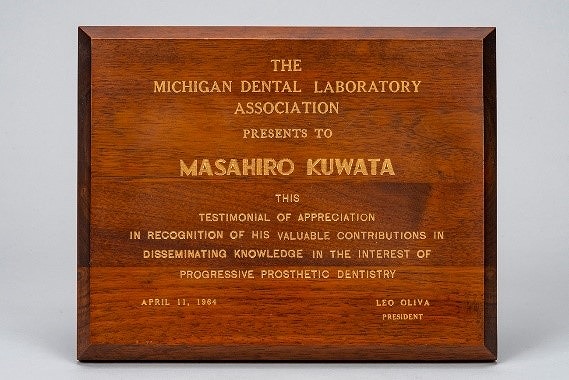 THE
MICHIGAN DENTAL LABORATORY
ASSOCIATION
PRESENTS TO
MASAHIRO KUWATA
THIS
TESTIMONIAL OF APPRECIATION
IN RECOGNITION OF HIS VALUABLE CONTRIBUTIONS IN
DISSEMINATING KNOWLEDGE IN THE INTEREST OF
PROGRESSIVE PROSTHETIC DENTISTRY
APRIL 11, 1964
LEO OLIVA
PRESIDENT